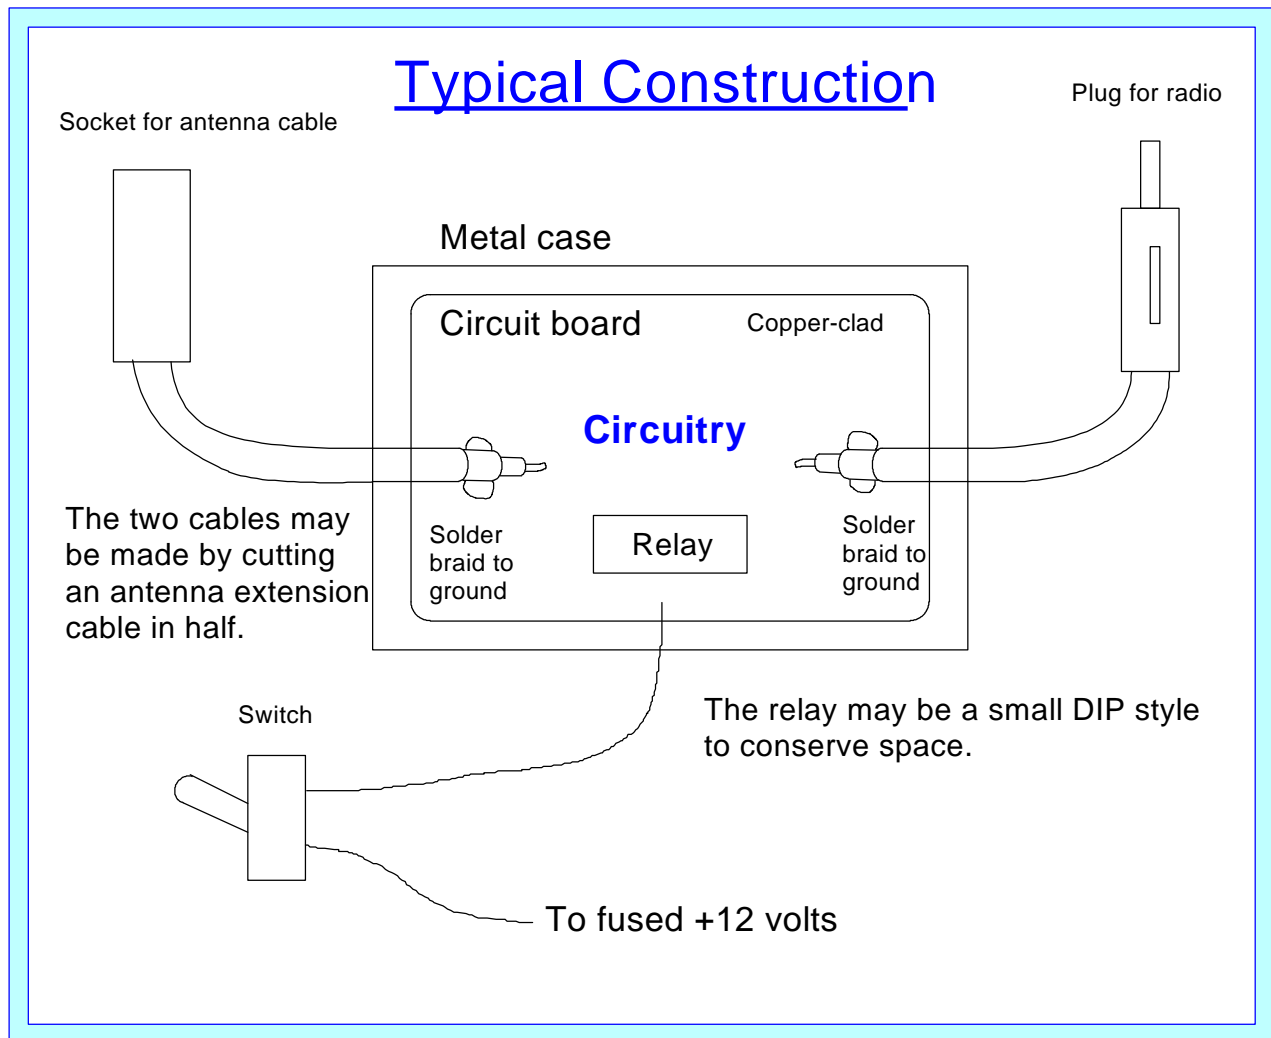 Typical Construction
Socket for antenna cable
Plug for radio
Metal case
Circuit board
Copper-clad
Circuitry
The two cables may
be made by cutting
an antenna extension
cable in half.
Solder
braid to
ground
Relay
Solder
braid to
ground
Switch
The relay may be a small DIP style
to conserve space.
To fused +12 volts